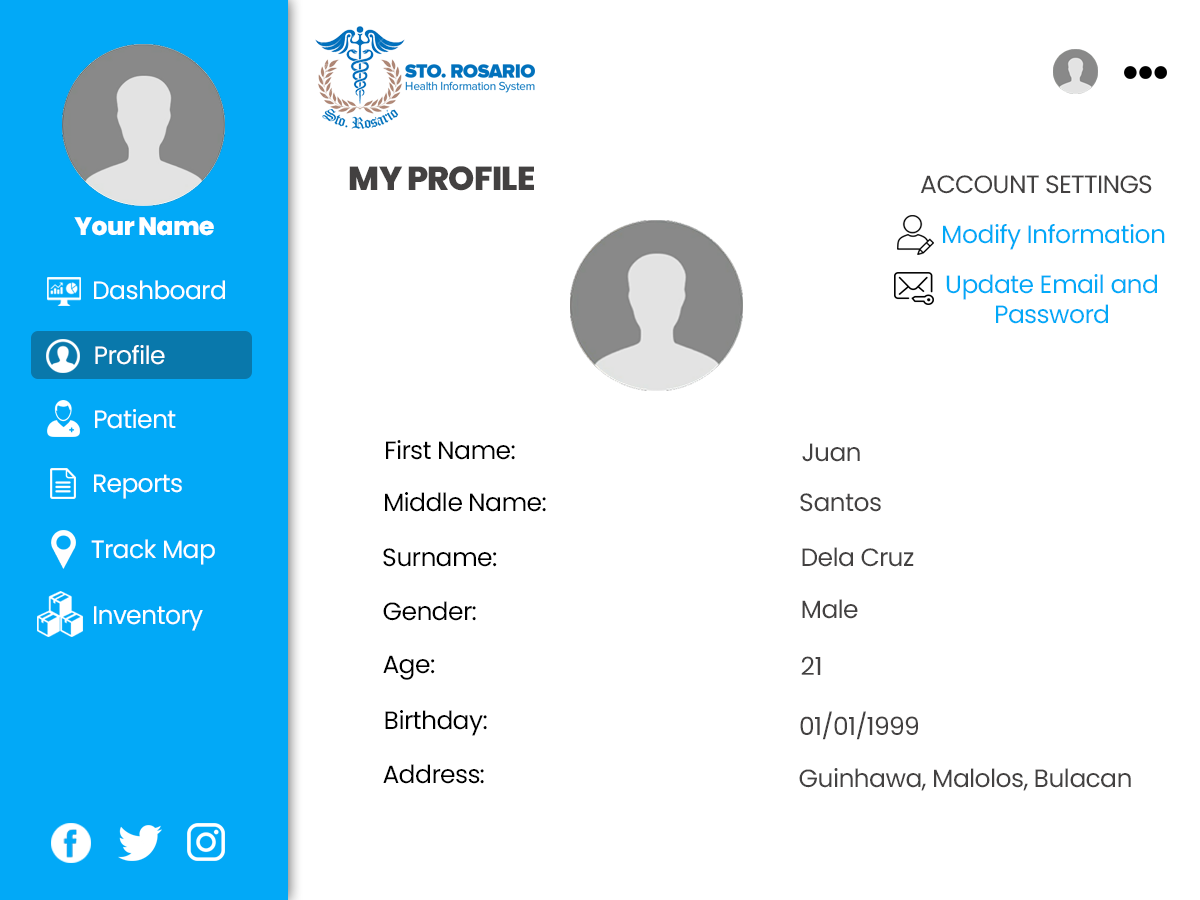 Your Name
Dashboard
Profile
Patient
Reports
Track Map
Inventory
STO. ROSARIO
Health Information System
Sto. Rosario
MY PROFILE
ACCOUNT SETTINGS
Modify Information
Update Email and
Password
First Name: Juan
Middle Name: Santos
Surname: Dela Cruz
Gender: Male
Age: 21
Birthday: 01/01/1999
Address: Guinhawa, Malolos, Bulacan